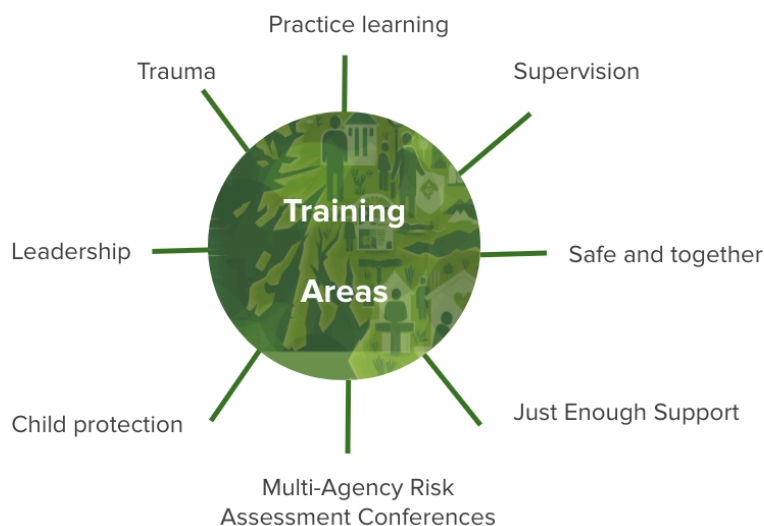 Practice learning
Trauma
Supervision
Training
Areas
Leadership
Safe and together
Child protection
Just Enough Support
Multi-Agency Risk
Assessment Conferences